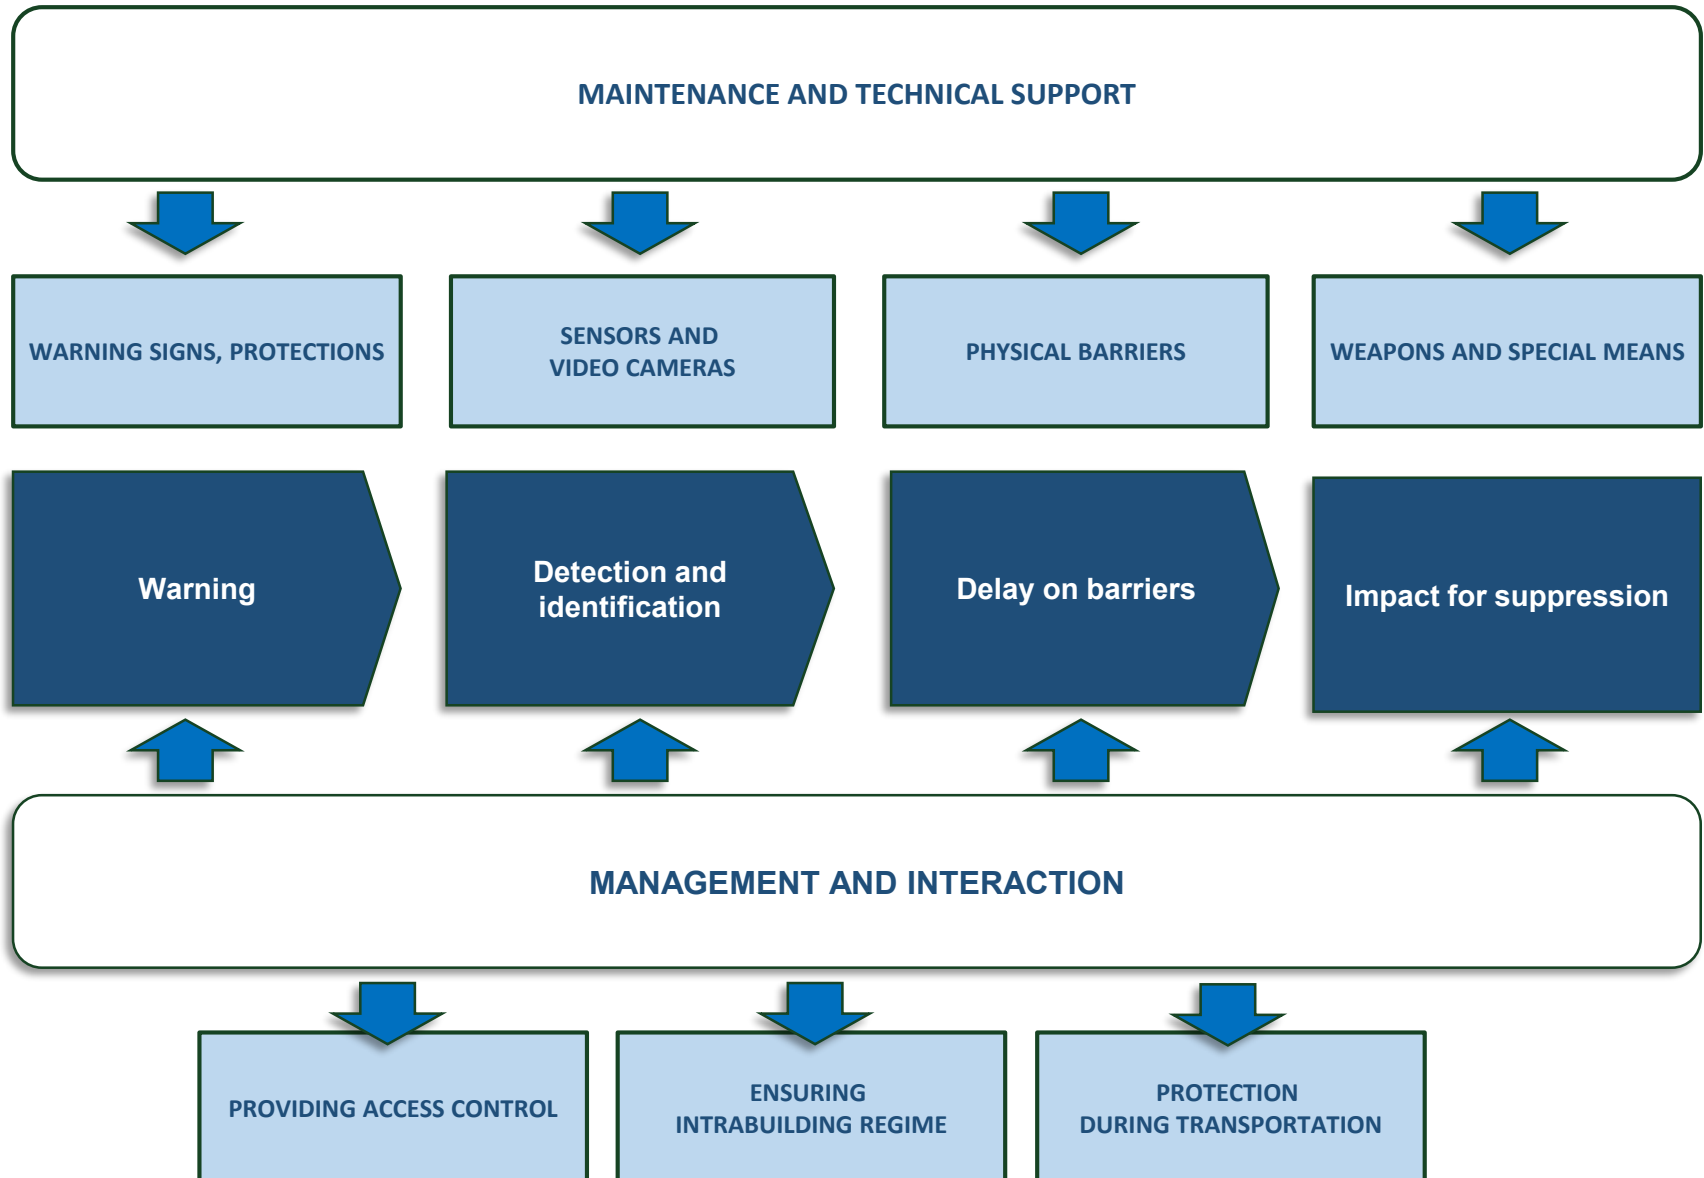 MAINTENANCE AND TECHNICAL SUPPORT
WARNING SIGNS, PROTECTIONS
SENSORS AND
VIDEO CAMERAS
PHYSICAL BARRIERS
WEAPONS AND SPECIAL MEANS
Warning
Detection and
identification
Delay on barriers
Impact for suppression
MANAGEMENT AND INTERACTION
PROVIDING ACCESS CONTROL
ENSURING
INTRABUILDING REGIME
PROTECTION
DURING TRANSPORTATION